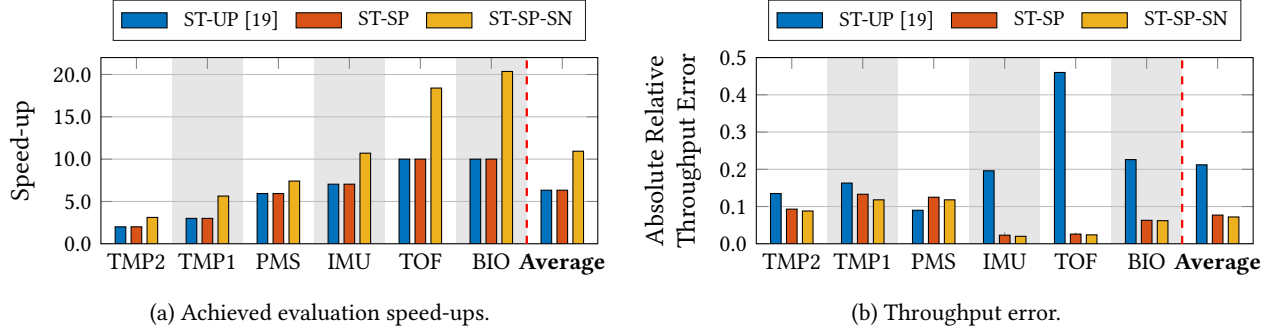 ST-UP [19] ST-SP ST-SP-SN
Speed-up
20.0
15.0
10.0
5.0
0.0
TMP2 TMP1 PMS IMU TOF BIO Average
(a) Achieved evaluation speed-ups.
ST-UP [19] ST-SP ST-SP-SN
Absolute Relative
Throughput Error
0.5
0.4
0.3
0.2
0.1
0.0
TMP2 TMP1 PMS IMU TOF BIO Average
(b) Throughput error.